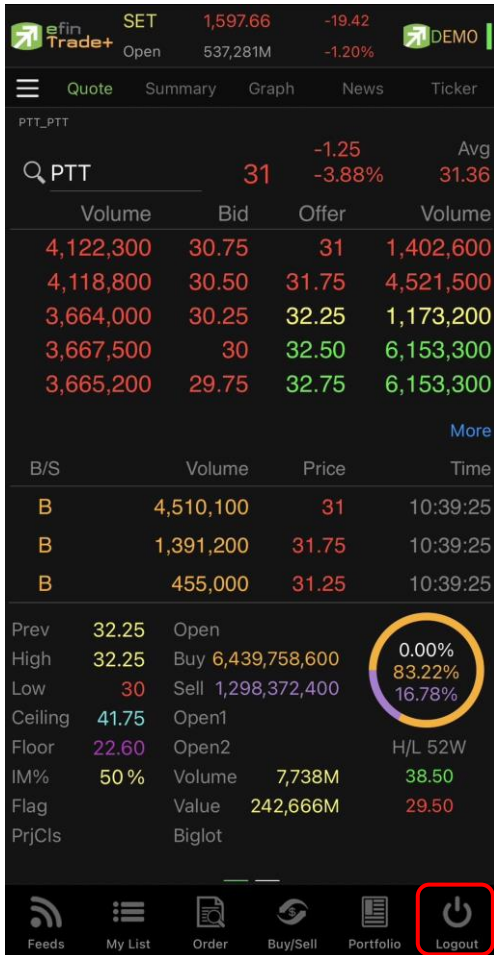 efin Trade+ SET 1,597.66 -19.42 DEMO
Open 537,281M -1.20%
Quote Summary Graph News Ticker
PTT_PTT
-1.25 Avg
PTT 31 -3.88% 31.36
Volume Bid Offer Volume
4,122,300 30.75 31 1,402,600
4,118,800 30.50 31.75 4,521,500
3,664,000 30.25 32.25 1,173,200
3,667,500 30 32.50 6,153,300
3,665,200 29.75 32.75 6,153,300
More
B/S Volume Price Time
B 4,510,100 31 10:39:25
B 1,391,200 31.75 10:39:25
B 455,000 31.25 10:39:25
Prev 32.25 Open 0.00%
High 32.25 Buy 6,439,758,600 83.22%
Low 30 Sell 1,298,372,400 16.78%
Ceiling 41.75 Open1
Floor 22.60 Open2 H/L 52W
IM% 50 % Volume 7,738M 38.50
Flag Value 242,666M 29.50
PrjCls Biglot
Feeds My List Order Buy/Sell Portfolio Logout